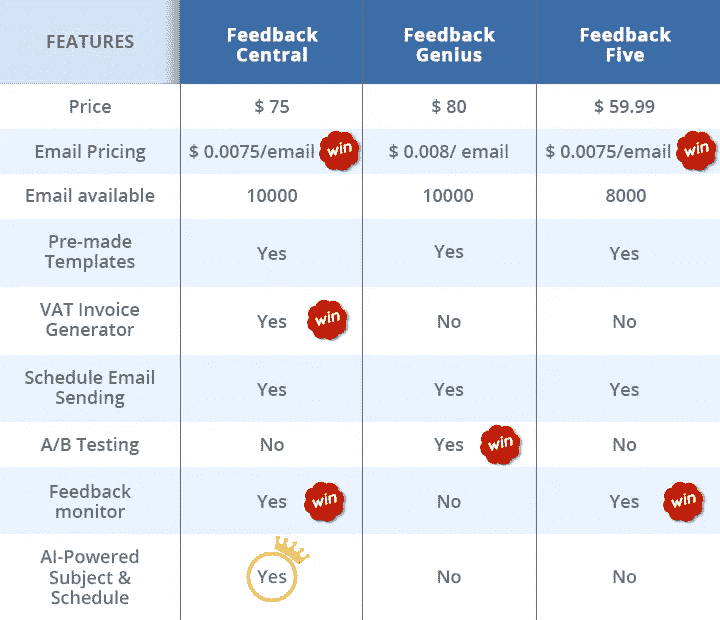 FEATURES
Feedback Central
Feedback Genius
Feedback Five
Price
$ 75
$ 80
$ 59.99
Email Pricing
$ 0.0075/email
win
$ 0.008/ email
$ 0.0075/email
win
Email available
10000
10000
8000
Pre-made
Templates
Yes
Yes
Yes
VAT Invoice
Generator
Yes
win
No
No
Schedule Email
Sending
Yes
Yes
Yes
A/B Testing
No
Yes
win
No
Feedback
monitor
Yes
win
No
Yes
win
AI-Powered
Subject &
Schedule
Yes
No
No